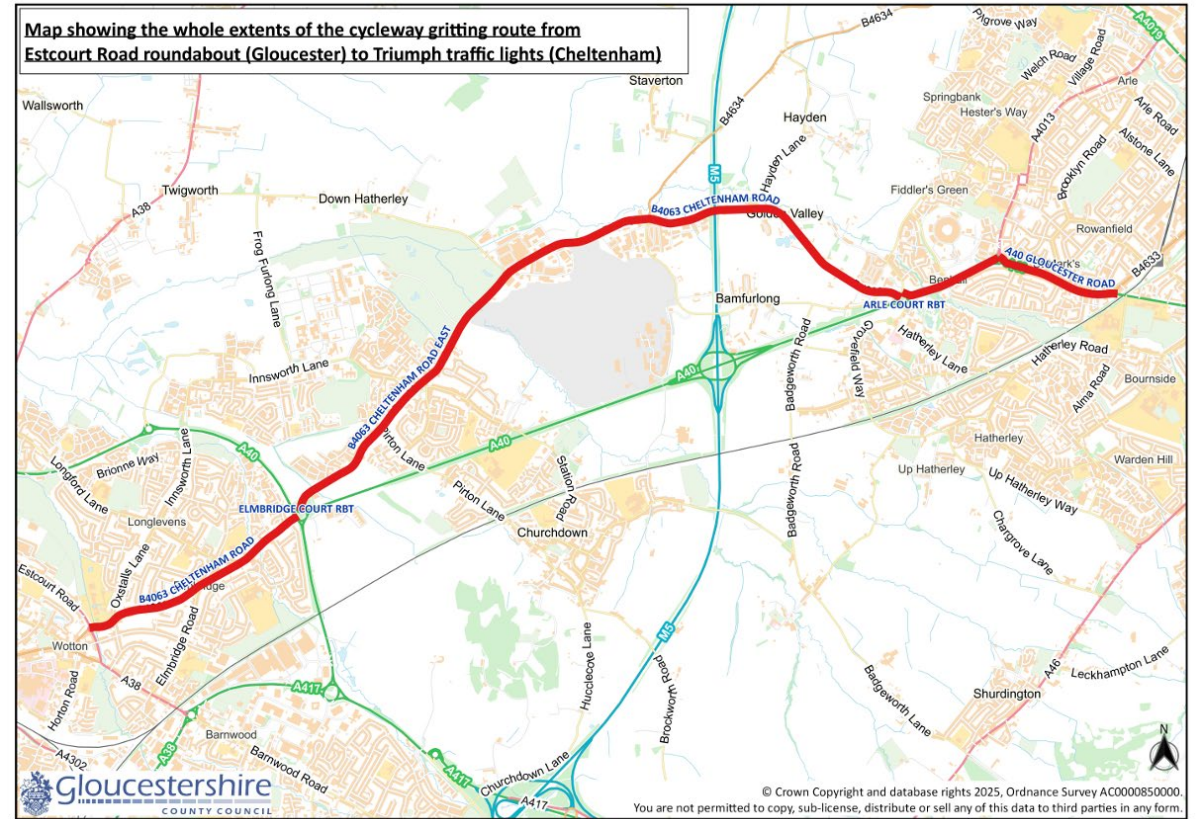 Map showing the whole extents of the cycleway gritting route from
Estcourt Road roundabout (Gloucester) to Triumph traffic lights (Cheltenham)
B4634
Pilgrove Way
A4019
Welch Road
Village Road
Arle
Staverton
Wallsworth
Springbank
Hester's Way
Arle Road
B4634
Hayden
A4013
Alstone Lane
Brooklyn Road
M5
Hayden Lane
Twigworth
Down Hatherley
Fiddler's Green
A38
B4063 CHELTENHAM ROAD
Golden Valley
Rowanfield
Frog Furlong Lane
A40 GLOUCESTER ROAD
B4633
Bamfurlong
ARLE COURT RBT
B4063 CHELTENHAM ROAD EAST
Badgeworth Road
Grovefield Way
Hatherley Lane
Hatherley Road
Innsworth Lane
A40
Alma Road
Bournside
Pirton Lane
A40
Hatherley
Longford Lane
Brionne Way
Innsworth Lane
A40
Station Road
Badgeworth Road
Up Hatherley
Warden Hill
Pirton Lane
Up Hatherley Way
ELMBRIDGE COURT RBT
Longlevens
Churchdown
Chargrove Lane
Oxstalls Lane
B4063 CHELTENHAM ROAD
Estcourt Road
Elmbridge Road
Wotton
M5
Hucclecote Lane
A46
Leckhampton Lane
A38
Horton Road
A417
Brockworth Road
Badgeworth Lane
Shurdington
Barnwood
A38
Barnwood Road
A4302
A417
Churchdown Lane
A417
N
Gloucestershire
COUNTY COUNCIL
© Crown Copyright and database rights 2025, Ordnance Survey AC0000850000.
You are not permitted to copy, sub-license, distribute or sell any of this data to third parties in any form.